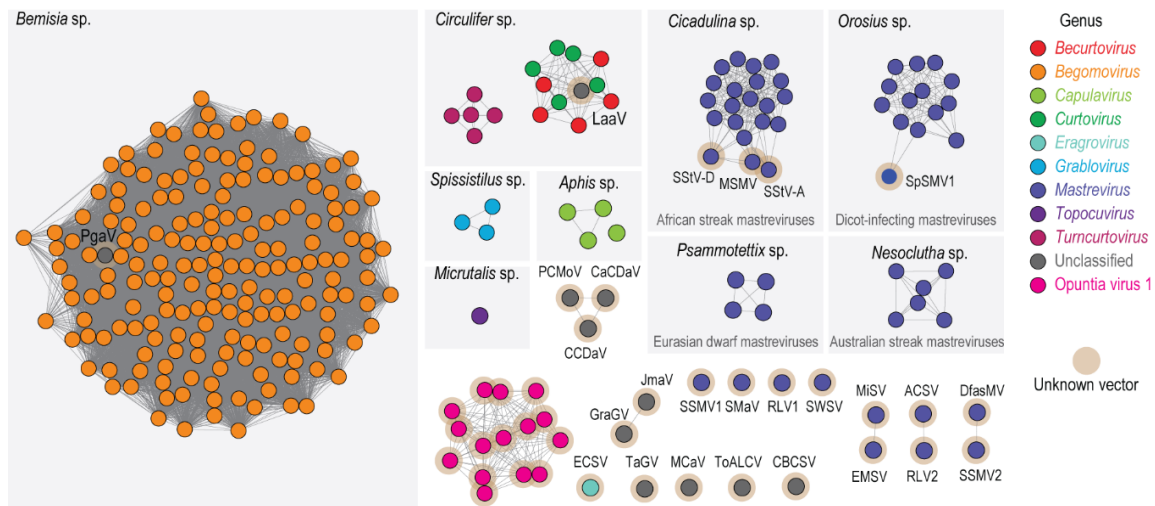 Bemisia sp.
PgaV
Circulifer sp.
LaaV
Cicadulina sp.
SStV-D
MSMV
SStV-A
African streak mastreviruses
Orosius sp.
SpSMV1
Dicot-infecting mastreviruses
Spissistilus sp.
Aphis sp.
Micrutalis sp.
PCMoV
CaCDaV
CCDaV
Psammotettix sp.
Eurasian dwarf mastreviruses
Nesoclutha sp.
Australian streak mastreviruses
JmaV
GraGV
SSMV1
SMaV
RLV1
SWSV
MiSV
ACSV
DfasMV
EMSV
RLV2
SSMV2
ECSV
TaGV
MCaV
ToALCV
CBCSV
Genus
Becurtovirus
Begomovirus
Capulavirus
Curtovirus
Eragrovirus
Grablovirus
Mastrevirus
Topocuvirus
Turncurtovirus
Unclassified
Opuntia virus 1
Unknown vector